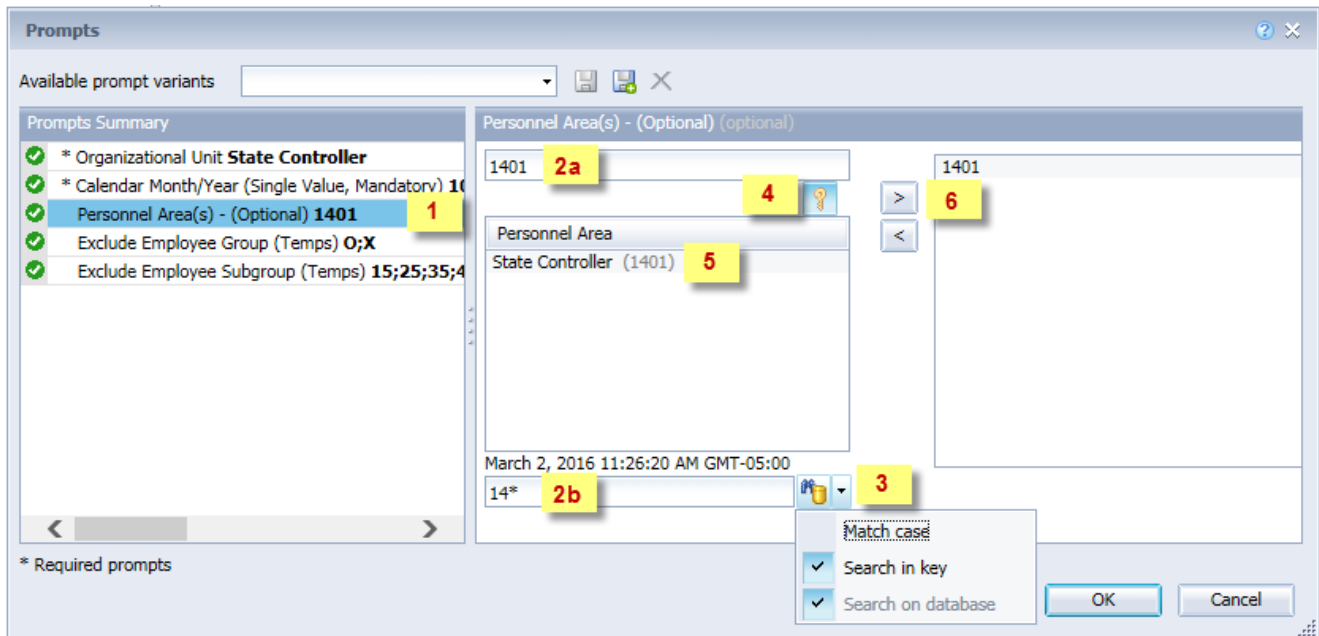 Prompts
Available prompt variants
Prompts Summary
* Organizational Unit State Controller
* Calendar Month/Year (Single Value, Mandatory) 10
Personnel Area(s) - (Optional) 1401
1
Exclude Employee Group (Temps) O;X
Exclude Employee Subgroup (Temps) 15;25;35;4
* Required prompts
Personnel Area(s) - (Optional) (optional)
1401
2a
4
Personnel Area
State Controller (1401)
5
March 2, 2016 11:26:20 AM GMT-05:00
14*
2b
3
Match case
Search in key
Search on database
>
6
<
1401
OK
Cancel